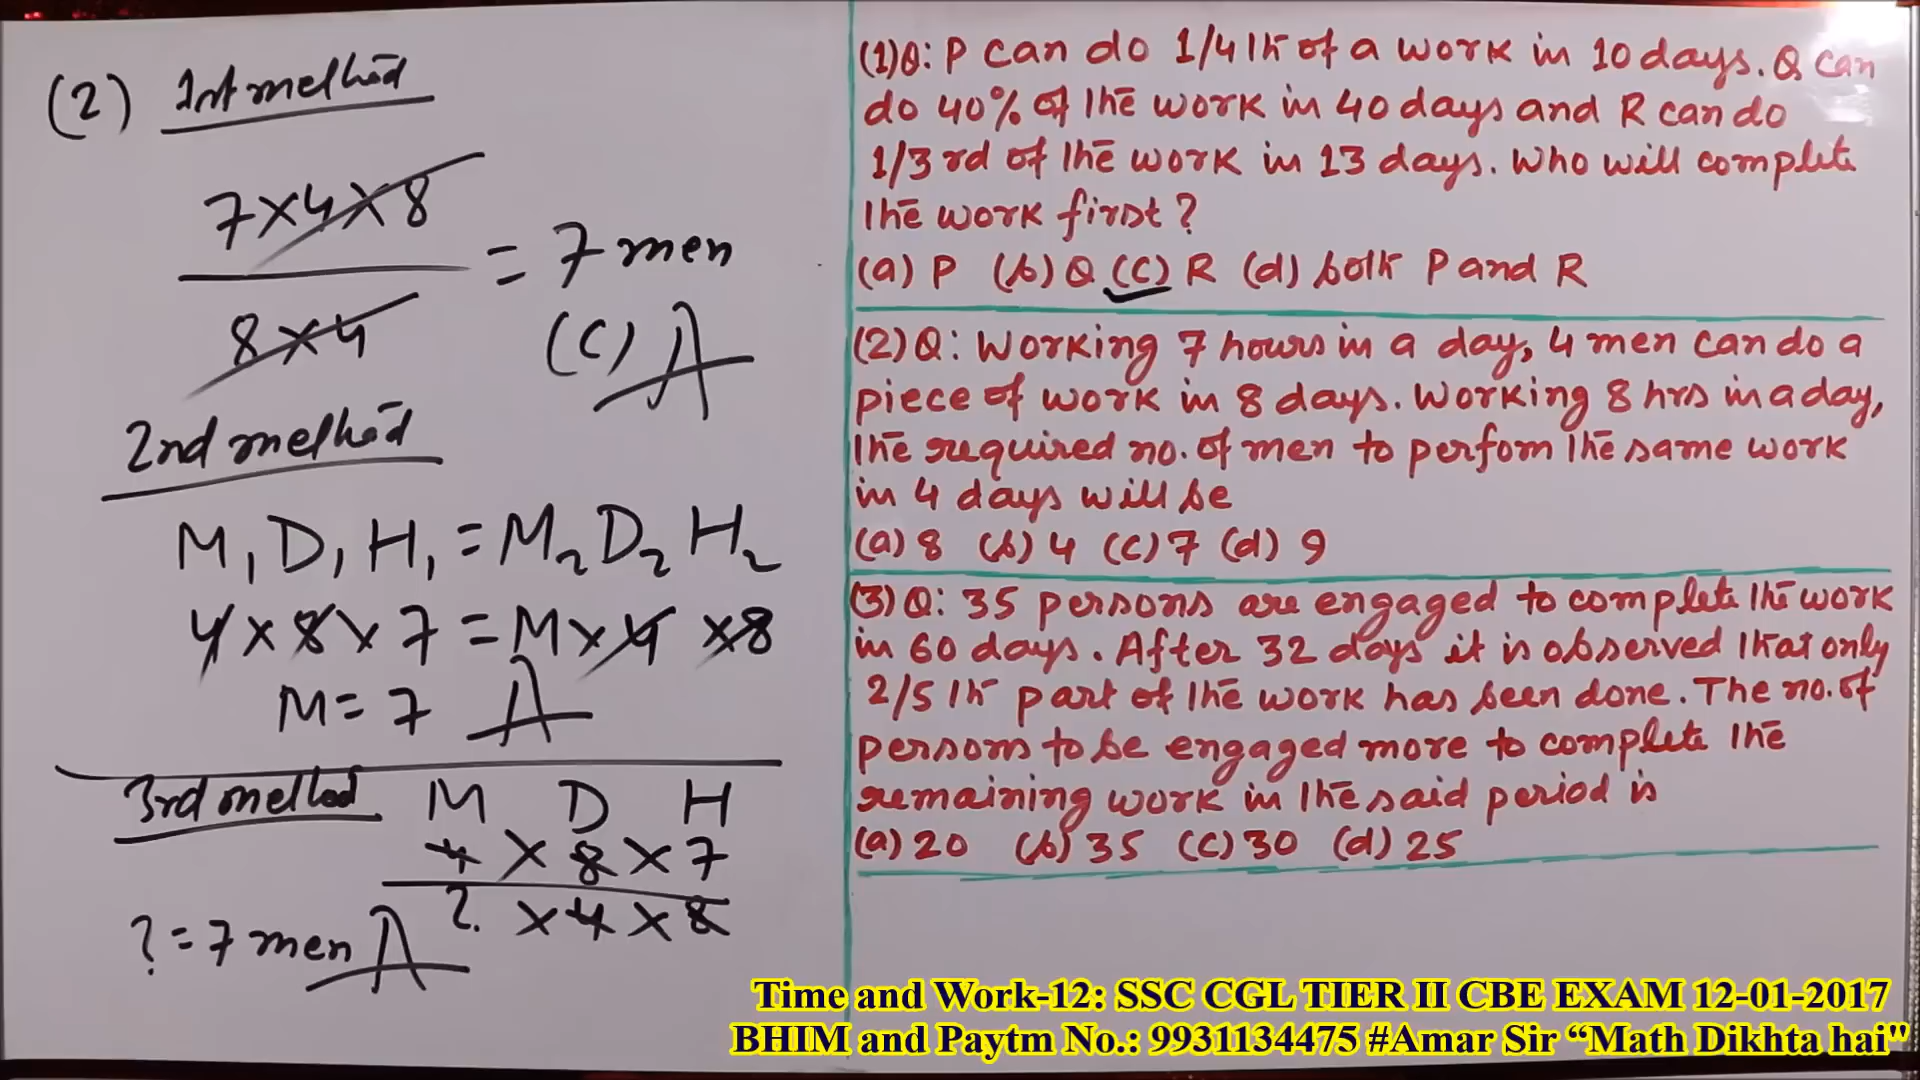 (2) 1st method
7×4×8
= 7 men
8×4
(C) A
2nd method
M₁D₁H₁=M₂D₂H₂
4×8×7=M×4×8
M=7 A
3rd method M D H
4×8×7
?×4×8
?=7 men A
(1)Q: P can do 1/4th of a work in 10 days. Q can
do 40% of the work in 40 days and R can do
1/3 rd of the work in 13 days. Who will complete
the work first?
(a) P (b) Q (c) R (d) both P and R
(2)Q: Working 7 hours in a day, 4 men can do a
piece of work in 8 days. Working 8 hrs in a day,
the required no. of men to perfom the same work
in 4 days will be
(a) 8 (b) 4 (c) 7 (d) 9
(3)Q: 35 persons are engaged to complete the work
in 60 days. After 32 days it is observed that only
2/5 th part of the work has been done. The no. of
persons to be engaged more to complete the
remaining work in the said period is
(a) 20 (b) 35 (c) 30 (d) 25
Time and Work-12: SSC CGL TIER II CBE EXAM 12-01-2017
BHIM and Paytm No.: 9931134475 #Amar Sir “Math Dikhta hai"